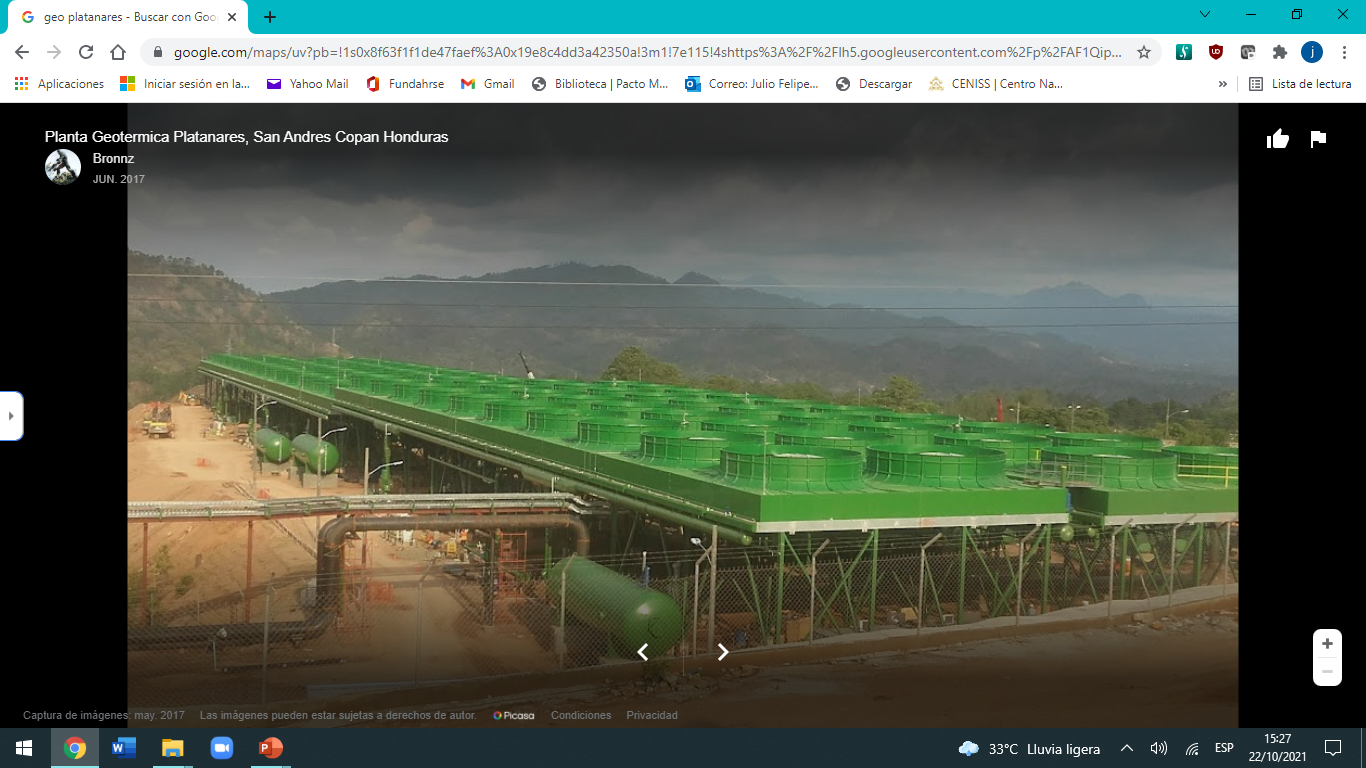 geo platanares - Buscar con Goo
google.com/maps/uv?pb=!1s0x8f63f1f1de47faef%3A0x19e8c4dd3a42350a!3m1!7e115!4shttps%3A%2F%2Flh5.googleusercontent.com%2Fp%2FAF1Qip...
j
Aplicaciones
Iniciar sesión en la...
Yahoo Mail
Fundahrse
Gmail
Biblioteca | Pacto M...
Correo: Julio Felipe...
Descargar
CENISS | Centro Na...
»
Lista de lectura
Planta Geotermica Platanares, San Andres Copan Honduras
Bronnz
JUN. 2017
Captura de imágenes: may. 2017
Las imágenes pueden estar sujetas a derechos de autor.
Picasa
Condiciones
Privacidad
33°C Lluvia ligera
ESP
15:27
22/10/2021